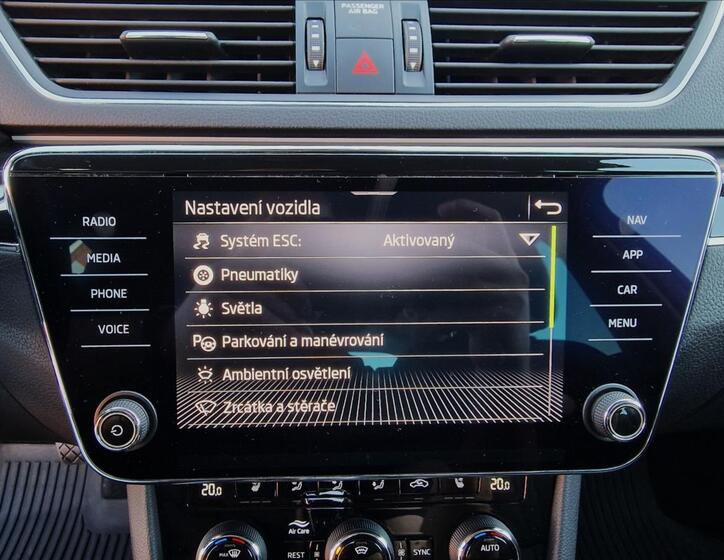 PASSENGER
AIR BAG
Nastavení vozidla
Systém ESC: Aktivovaný
Pneumatiky
Světla
Parkování a manévrování
Ambientní osvětlení
Zrcátka a stěrače
RADIO
MEDIA
PHONE
VOICE
NAV
APP
CAR
MENU
20.0
20.0
Air Care
REST
SYNC
MAX
AUTO